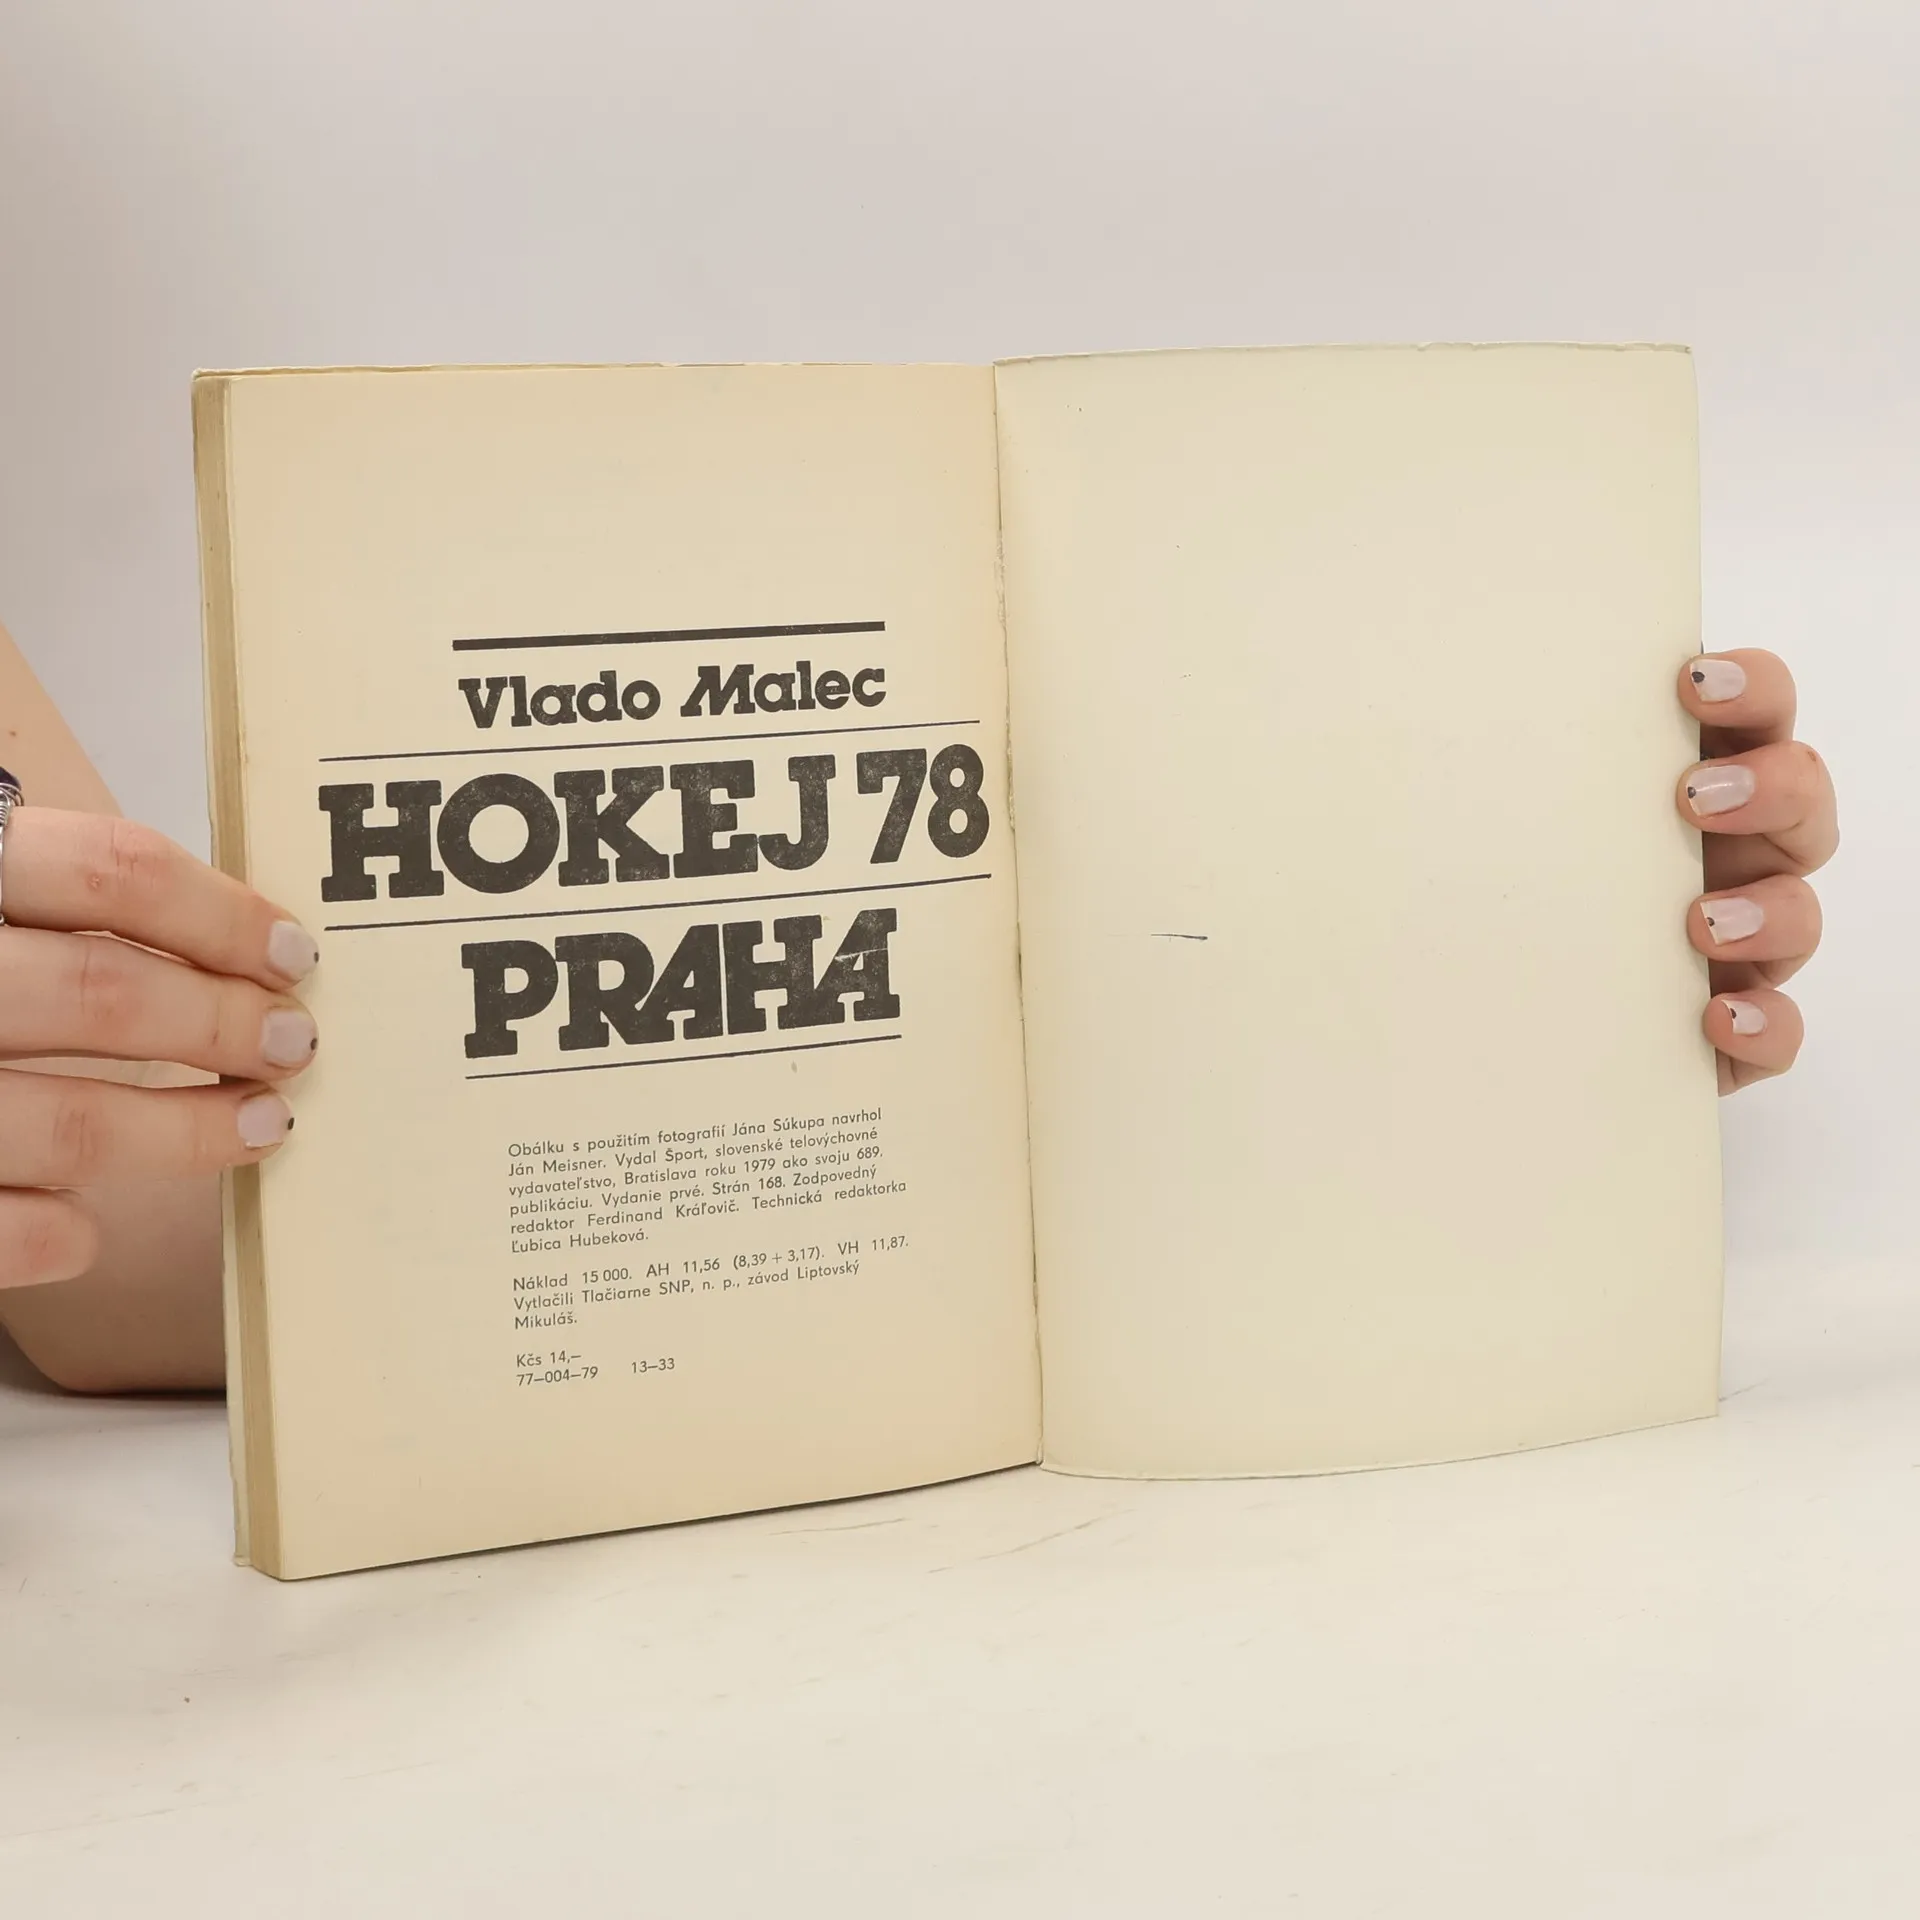 Vlado Malec
HOKEJ 78
PRAHA
Obálku s použitím fotografií Jána Súkupa navrhol
Ján Meisner. Vydal Šport, slovenské telovýchovné
vydavateľstvo, Bratislava roku 1979 ako svoju 689.
publikáciu. Vydanie prvé. Strán 168. Zodpovedný
redaktor Ferdinand Kráľovič. Technická redaktorka
Ľubica Hubeková.
Náklad 15 000. AH 11,56 (8,39 + 3,17). VH 11,87.
Vytlačili Tlačiarne SNP, n. p., závod Liptovský
Mikuláš.
Kčs 14,—
77—004—79 13—33